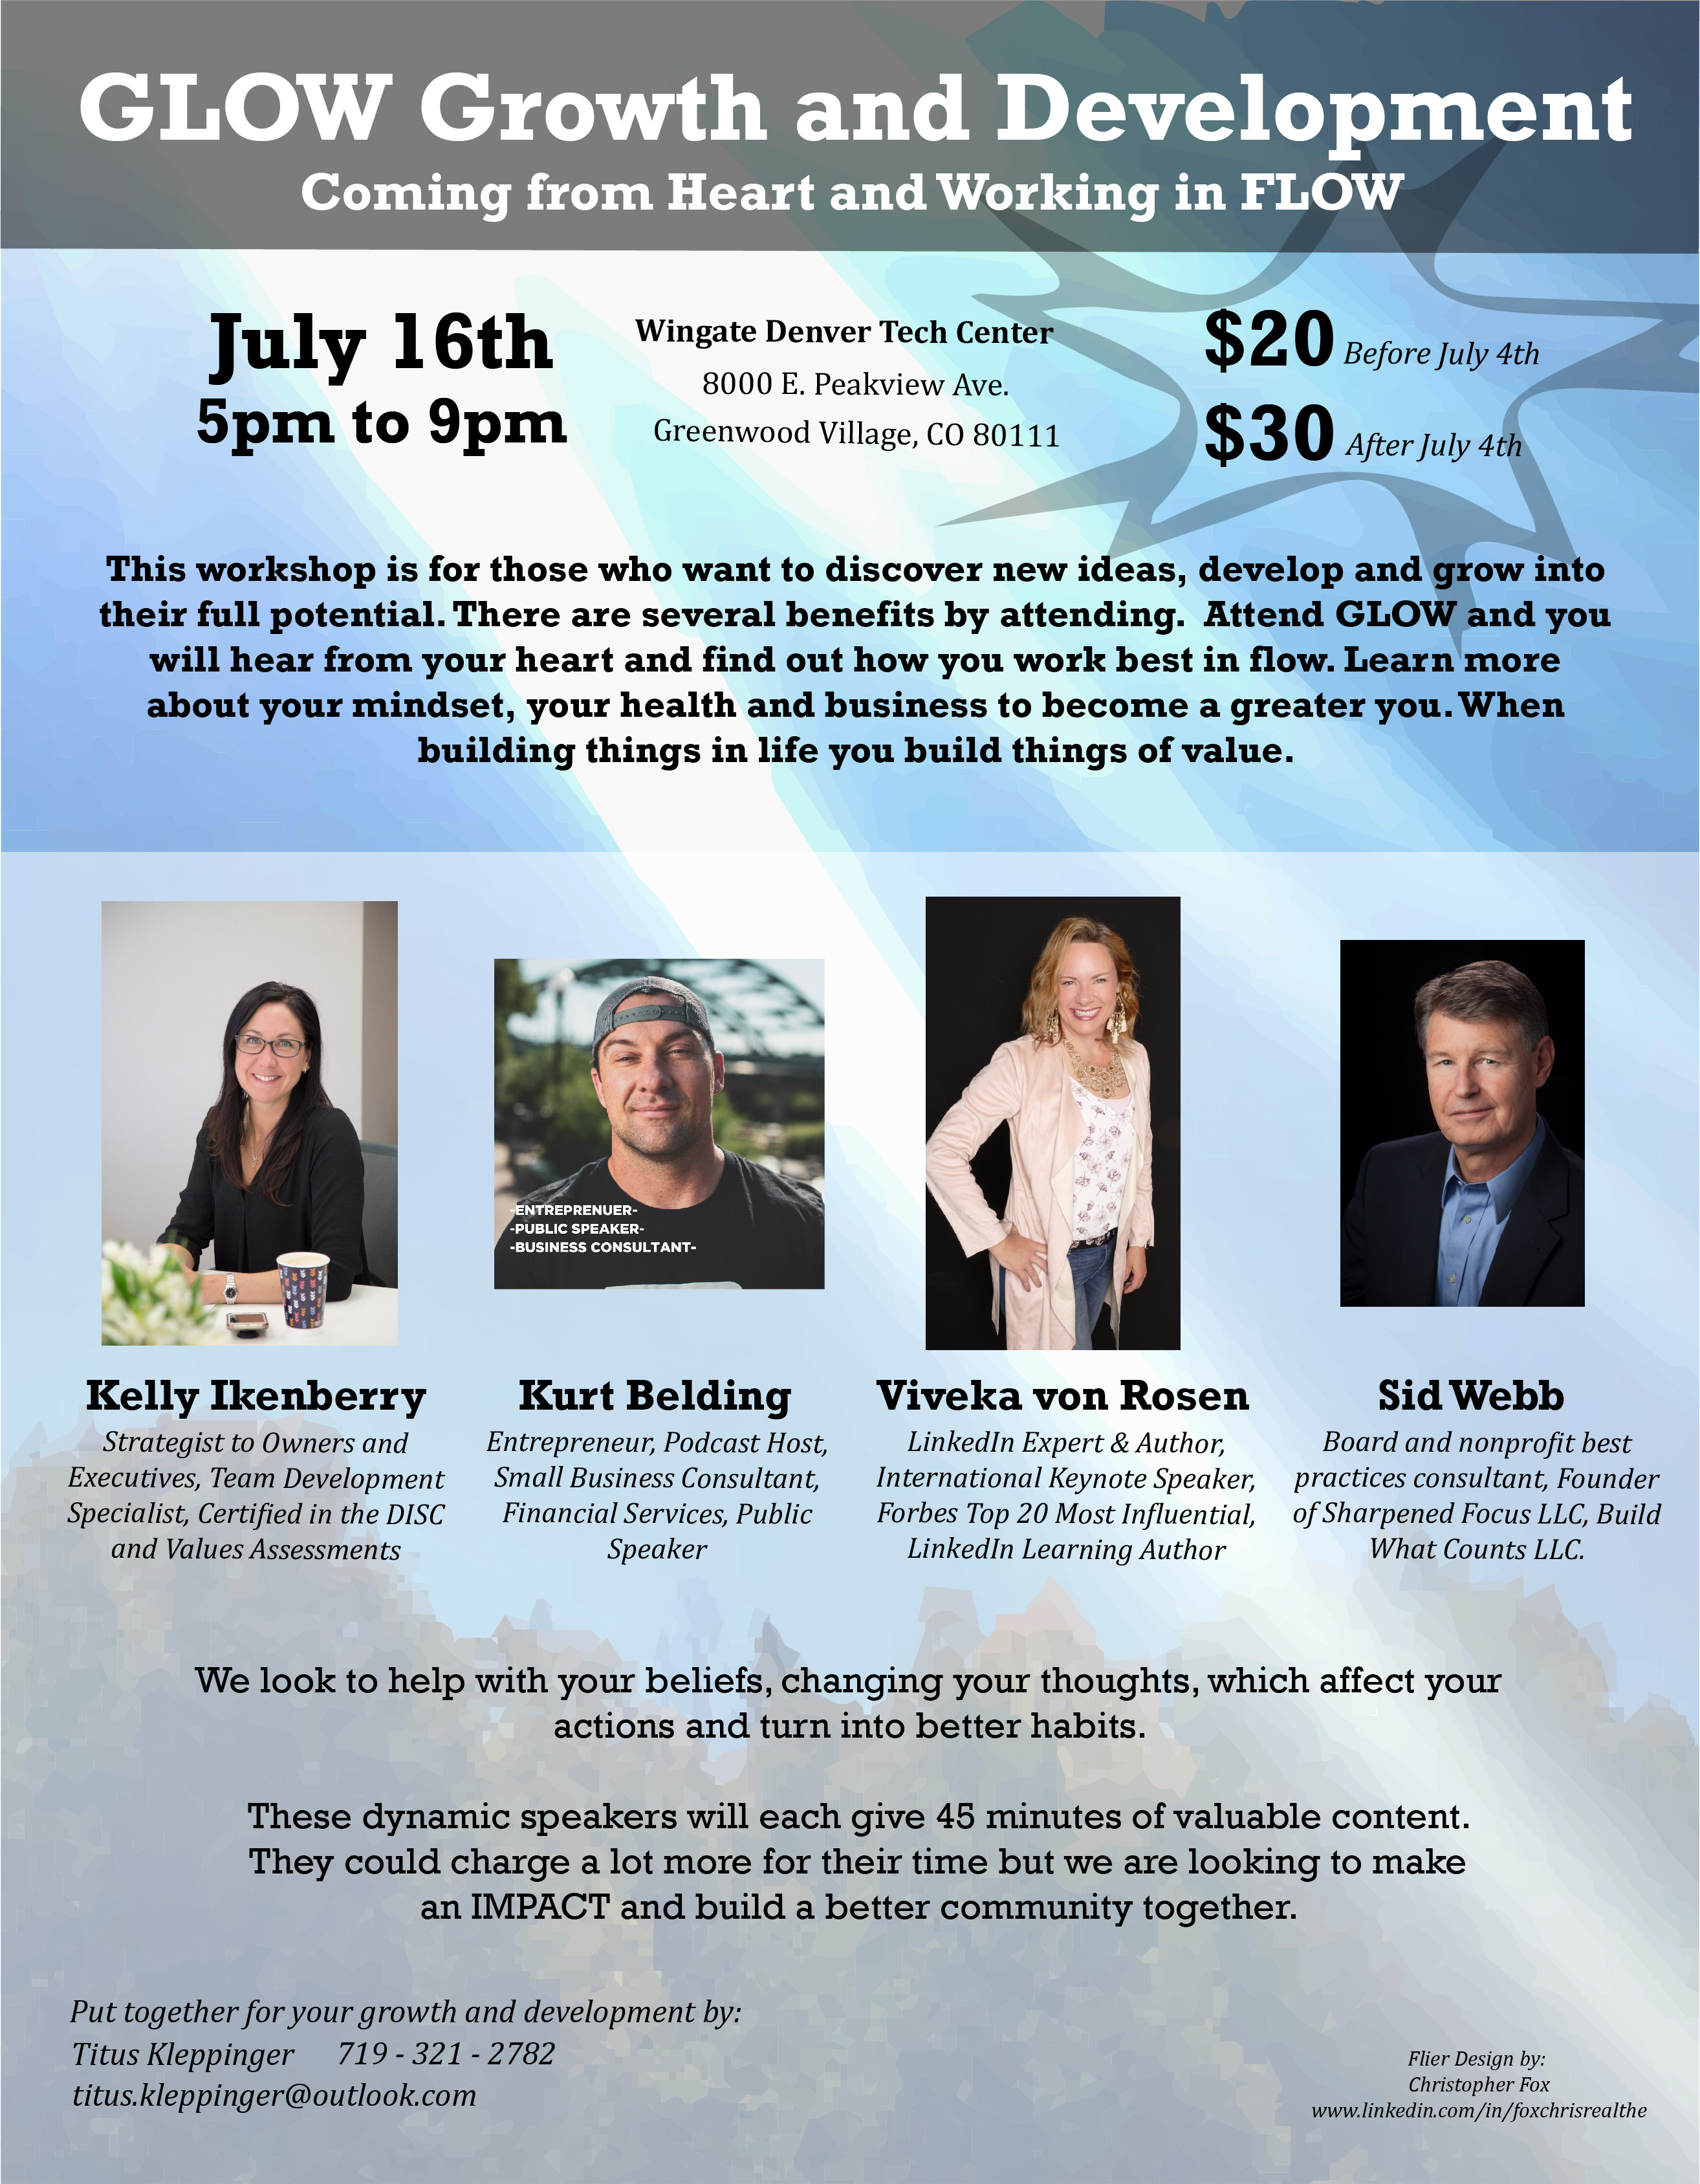 GLOW Growth and Development
Coming from Heart and Working in FLOW
July 16th
5pm to 9pm
Wingate Denver Tech Center
8000 E. Peakview Ave.
Greenwood Village, CO 80111
$20 Before July 4th
$30 After July 4th
This workshop is for those who want to discover new ideas, develop and grow into
their full potential. There are several benefits by attending. Attend GLOW and you
will hear from your heart and find out how you work best in flow. Learn more
about your mindset, your health and business to become a greater you. When
building things in life you build things of value.
-ENTREPRENUER-
-PUBLIC SPEAKER-
-BUSINESS CONSULTANT-
Kelly Ikenberry
Strategist to Owners and
Executives, Team Development
Specialist, Certified in the DISC
and Values Assessments
Kurt Belding
Entrepreneur, Podcast Host,
Small Business Consultant,
Financial Services, Public
Speaker
Viveka von Rosen
LinkedIn Expert & Author,
International Keynote Speaker,
Forbes Top 20 Most Influential,
LinkedIn Learning Author
Sid Webb
Board and nonprofit best
practices consultant, Founder
of Sharpened Focus LLC, Build
What Counts LLC.
We look to help with your beliefs, changing your thoughts, which affect your
actions and turn into better habits.
These dynamic speakers will each give 45 minutes of valuable content.
They could charge a lot more for their time but we are looking to make
an IMPACT and build a better community together.
Put together for your growth and development by:
Titus Kleppinger 719 - 321 - 2782
titus.kleppinger@outlook.com
Flier Design by:
Christopher Fox
www.linkedin.com/in/foxchrisrealthe